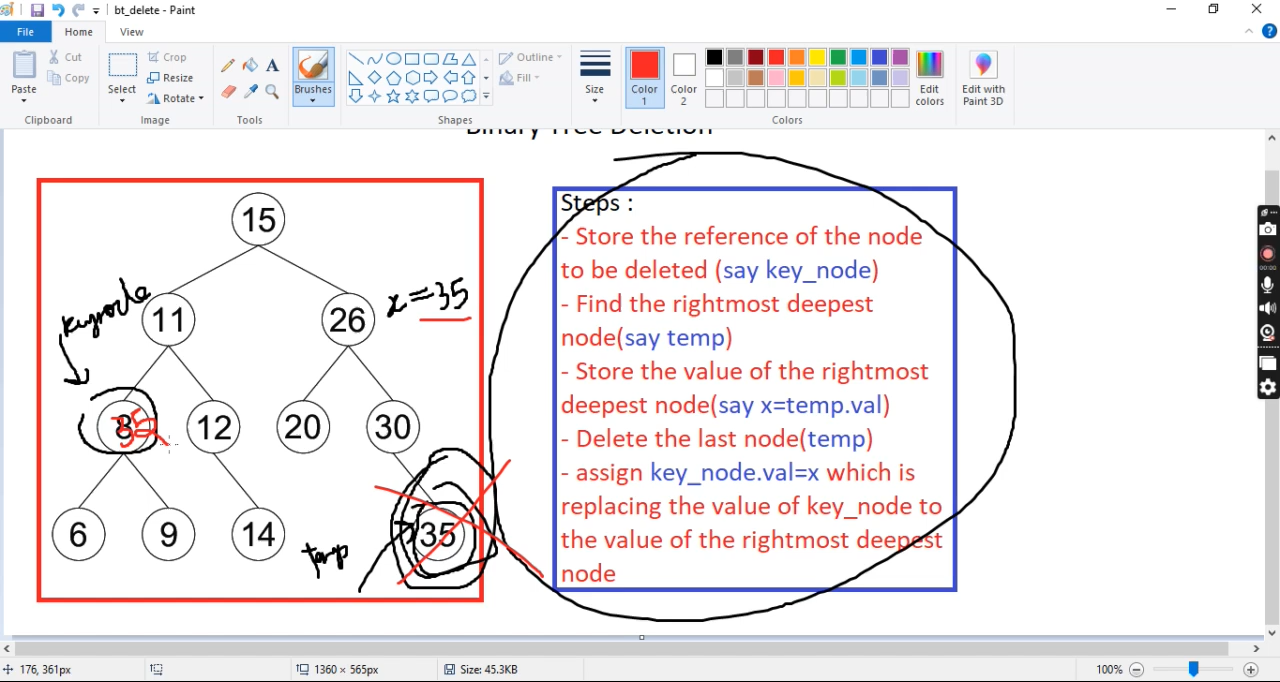 bt_delete - Paint
File
Home
View
Paste
Cut
Copy
Clipboard
Select
Crop
Resize
Rotate
Image
A
Tools
Brushes
Outline
Fill
Shapes
Size
Color
1
Color
2
Edit
colors
Edit with
Paint 3D
Colors
Binary Tree Deletion
15
11
26
8
12
20
30
6
9
14
35
keynode
x=35
35
temp
Steps :
- Store the reference of the node
to be deleted (say key_node)
- Find the rightmost deepest
node(say temp)
- Store the value of the rightmost
deepest node(say x=temp.val)
- Delete the last node(temp)
- assign key_node.val=x which is
replacing the value of key_node to
the value of the rightmost deepest
node
00:00
176, 361px
1360 × 565px
Size: 45.3KB
100%